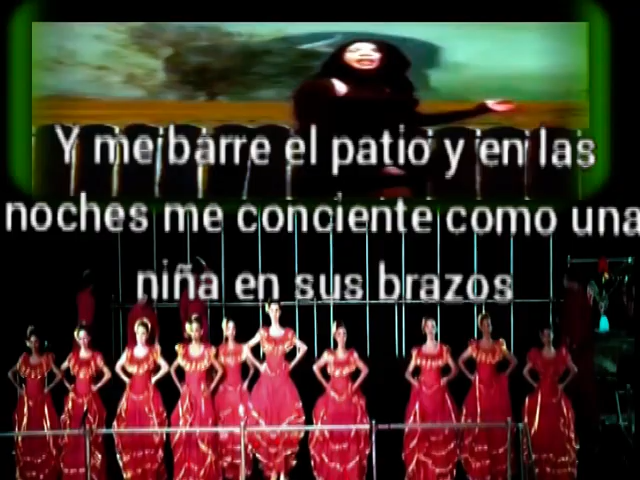 Y me barre el patio y en las
noches me conciente como una
niña en sus brazos